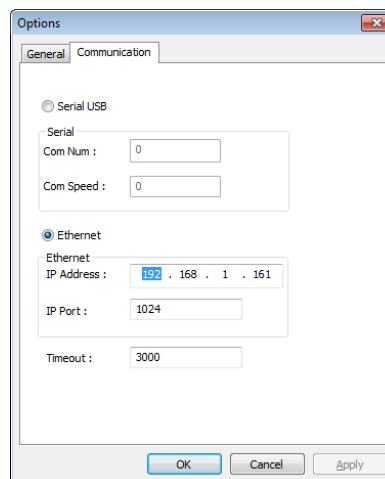 Options
General Communication
Serial USB
Serial
Com Num : 0
Com Speed : 0
Ethernet
Ethernet
IP Address : 192 . 168 . 1 . 161
IP Port : 1024
Timeout : 3000
OK Cancel Apply